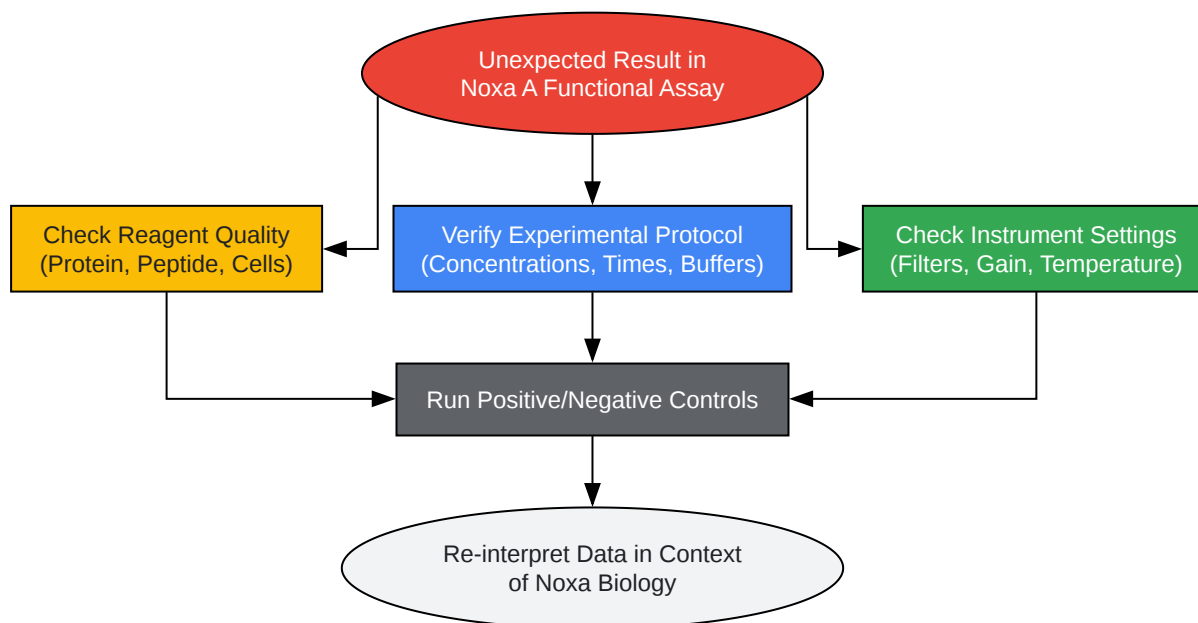 Unexpected Result in
Noxa A Functional Assay
Check Reagent Quality
(Protein, Peptide, Cells)
Verify Experimental Protocol
(Concentrations, Times, Buffers)
Check Instrument Settings
(Filters, Gain, Temperature)
Run Positive/Negative Controls
Re-interpret Data in Context
of Noxa Biology